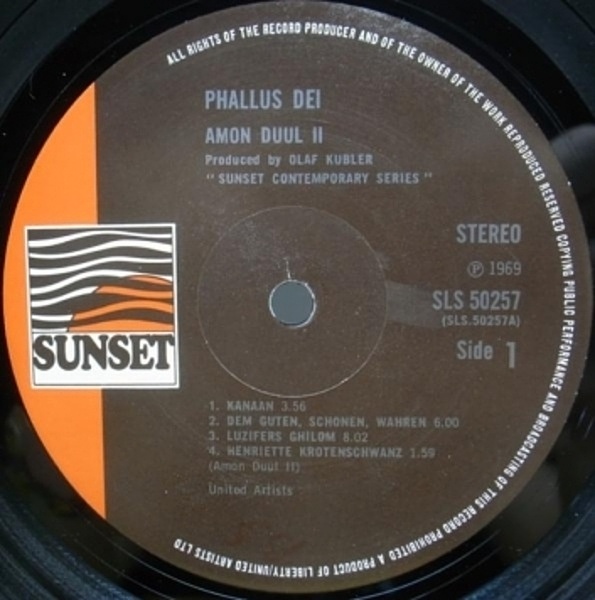 ALL RIGHTS OF THE RECORD PRODUCER AND OF THE OWNER OF THE WORK REPRODUCED RESERVED COPYING PUBLIC PERFORMANCE AND BROADCASTING OF THIS RECORD PROHIBITED A PRODUCT OF LIBERTY/UNITED ARTISTS LTD
PHALLUS DEI
AMON DUUL II
Produced by OLAF KUBLER
"SUNSET CONTEMPORARY SERIES"
STEREO
℗ 1969
SLS 50257
(SLS.50257A)
Side 1
SUNSET
1. KANAAN 3.56
2. DEM GUTEN, SCHONEN, WAHREN 6.00
3. LUZIFERS GHILOM 8.02
4. HENRIETTE KROTENSCHWANZ 1.59
(Amon Duul II)
United Artists